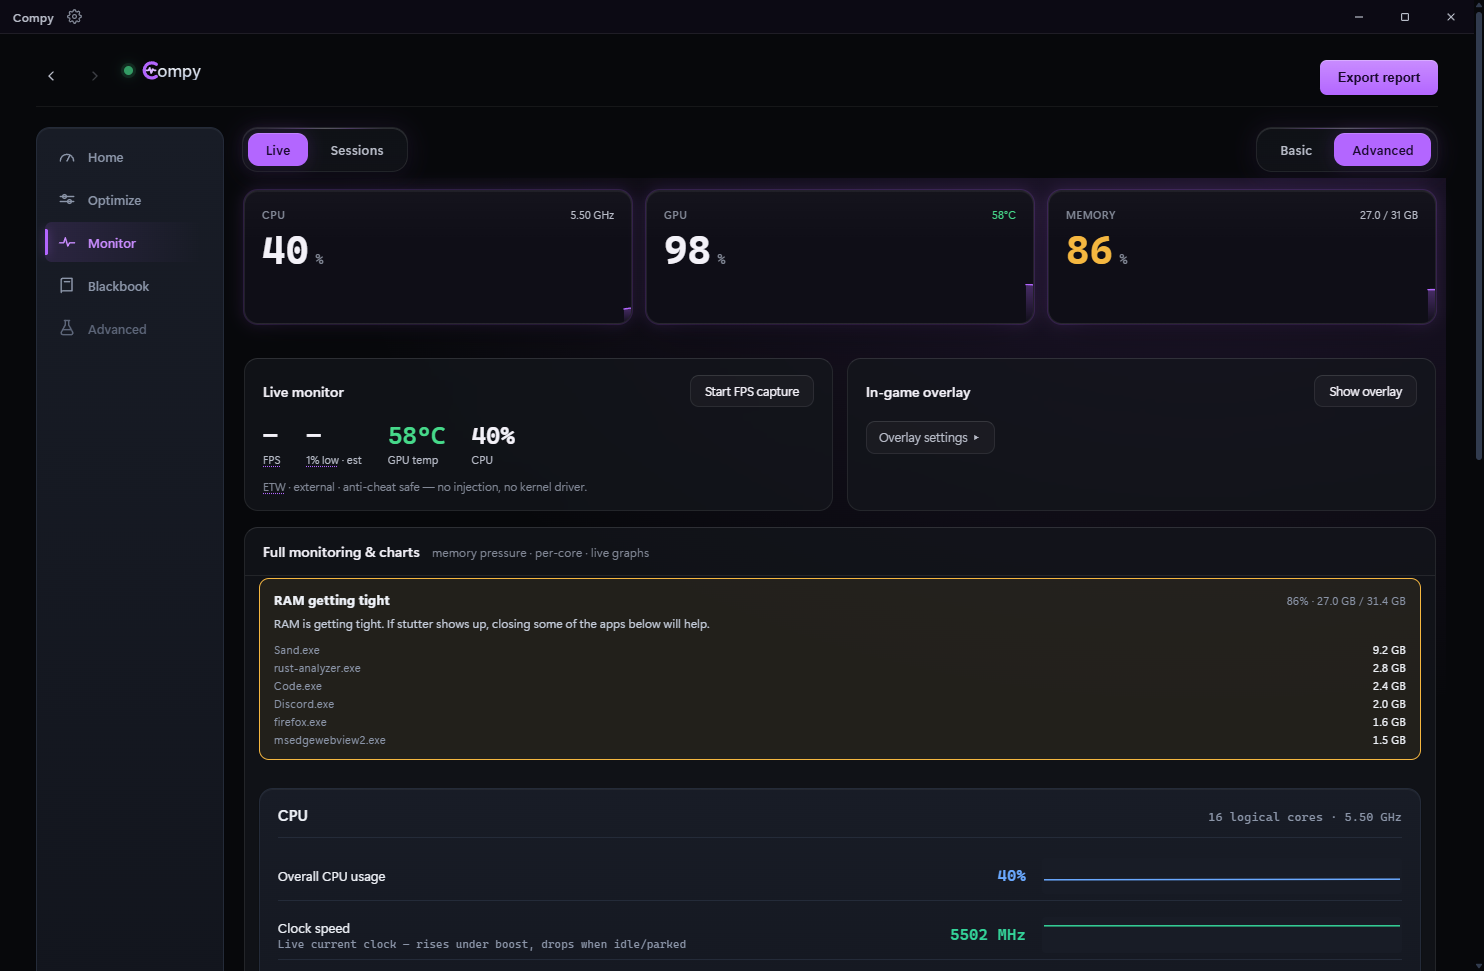 Compy
Compy
Export report
Home
Optimize
Monitor
Blackbook
Advanced
Live
Sessions
Basic
Advanced
CPU
5.50 GHz
40 %
GPU
58°C
98 %
MEMORY
27.0 / 31 GB
86 %
Live monitor
Start FPS capture
— — 58°C 40%
FPS 1% low · est GPU temp CPU
ETW · external · anti-cheat safe — no injection, no kernel driver.
In-game overlay
Show overlay
Overlay settings ▸
Full monitoring & charts memory pressure · per-core · live graphs
RAM getting tight 86% · 27.0 GB / 31.4 GB
RAM is getting tight. If stutter shows up, closing some of the apps below will help.
Sand.exe 9.2 GB
rust-analyzer.exe 2.8 GB
Code.exe 2.4 GB
Discord.exe 2.0 GB
firefox.exe 1.6 GB
msedgewebview2.exe 1.5 GB
CPU 16 logical cores · 5.50 GHz
Overall CPU usage 40%
Clock speed 5502 MHz
Live current clock — rises under boost, drops when idle/parked